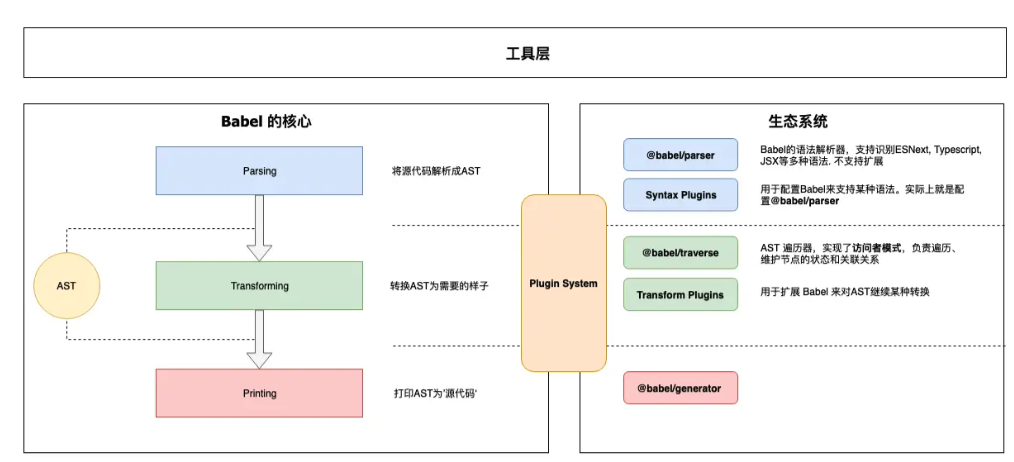 工具层
Babel 的核心
生态系统
Parsing
将源代码解析成AST
@babel/parser
Babel的语法解析器，支持识别ESNext, Typescript,
JSX等多种语法. 不支持扩展
Syntax Plugins
用于配置Babel来支持某种语法。实际上就是配
置@babel/parser
AST
Transforming
转换AST为需要的样子
Plugin System
@babel/traverse
AST 遍历器，实现了访问者模式，负责遍历、
维护节点的状态和关联关系
Transform Plugins
用于扩展 Babel 来对AST继续某种转换
Printing
打印AST为'源代码'
@babel/generator